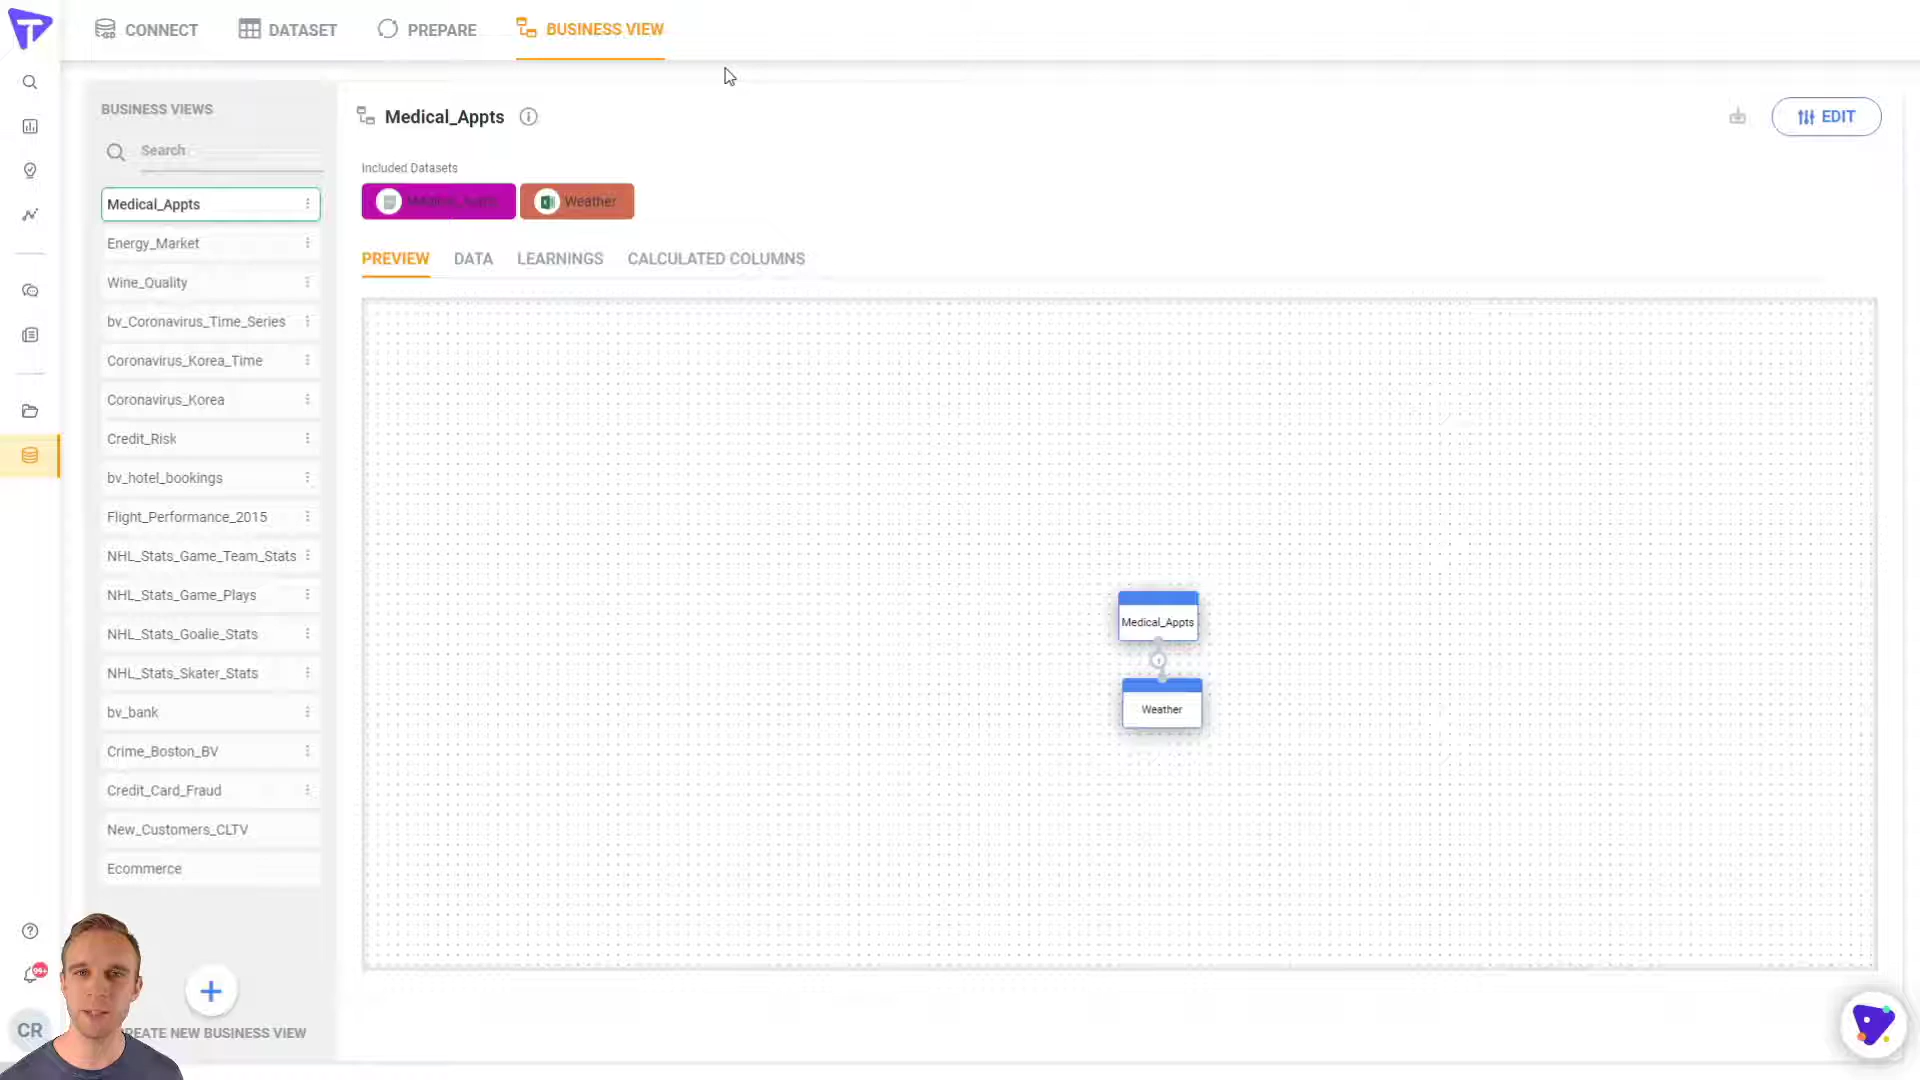 CONNECT
DATASET
PREPARE
BUSINESS VIEW
BUSINESS VIEWS
Search
Medical_Appts
Energy_Market
Wine_Quality
bv_Coronavirus_Time_Series
Coronavirus_Korea_Time
Coronavirus_Korea
Credit_Risk
bv_hotel_bookings
Flight_Performance_2015
NHL_Stats_Game_Team_Stats
NHL_Stats_Game_Plays
NHL_Stats_Goalie_Stats
NHL_Stats_Skater_Stats
bv_bank
Crime_Boston_BV
Credit_Card_Fraud
New_Customers_CLTV
Ecommerce
REATE NEW BUSINESS VIEW
99+
CR
Medical_Appts
EDIT
Included Datasets
Medical_Appts
Weather
PREVIEW
DATA
LEARNINGS
CALCULATED COLUMNS
Medical_Appts
Weather